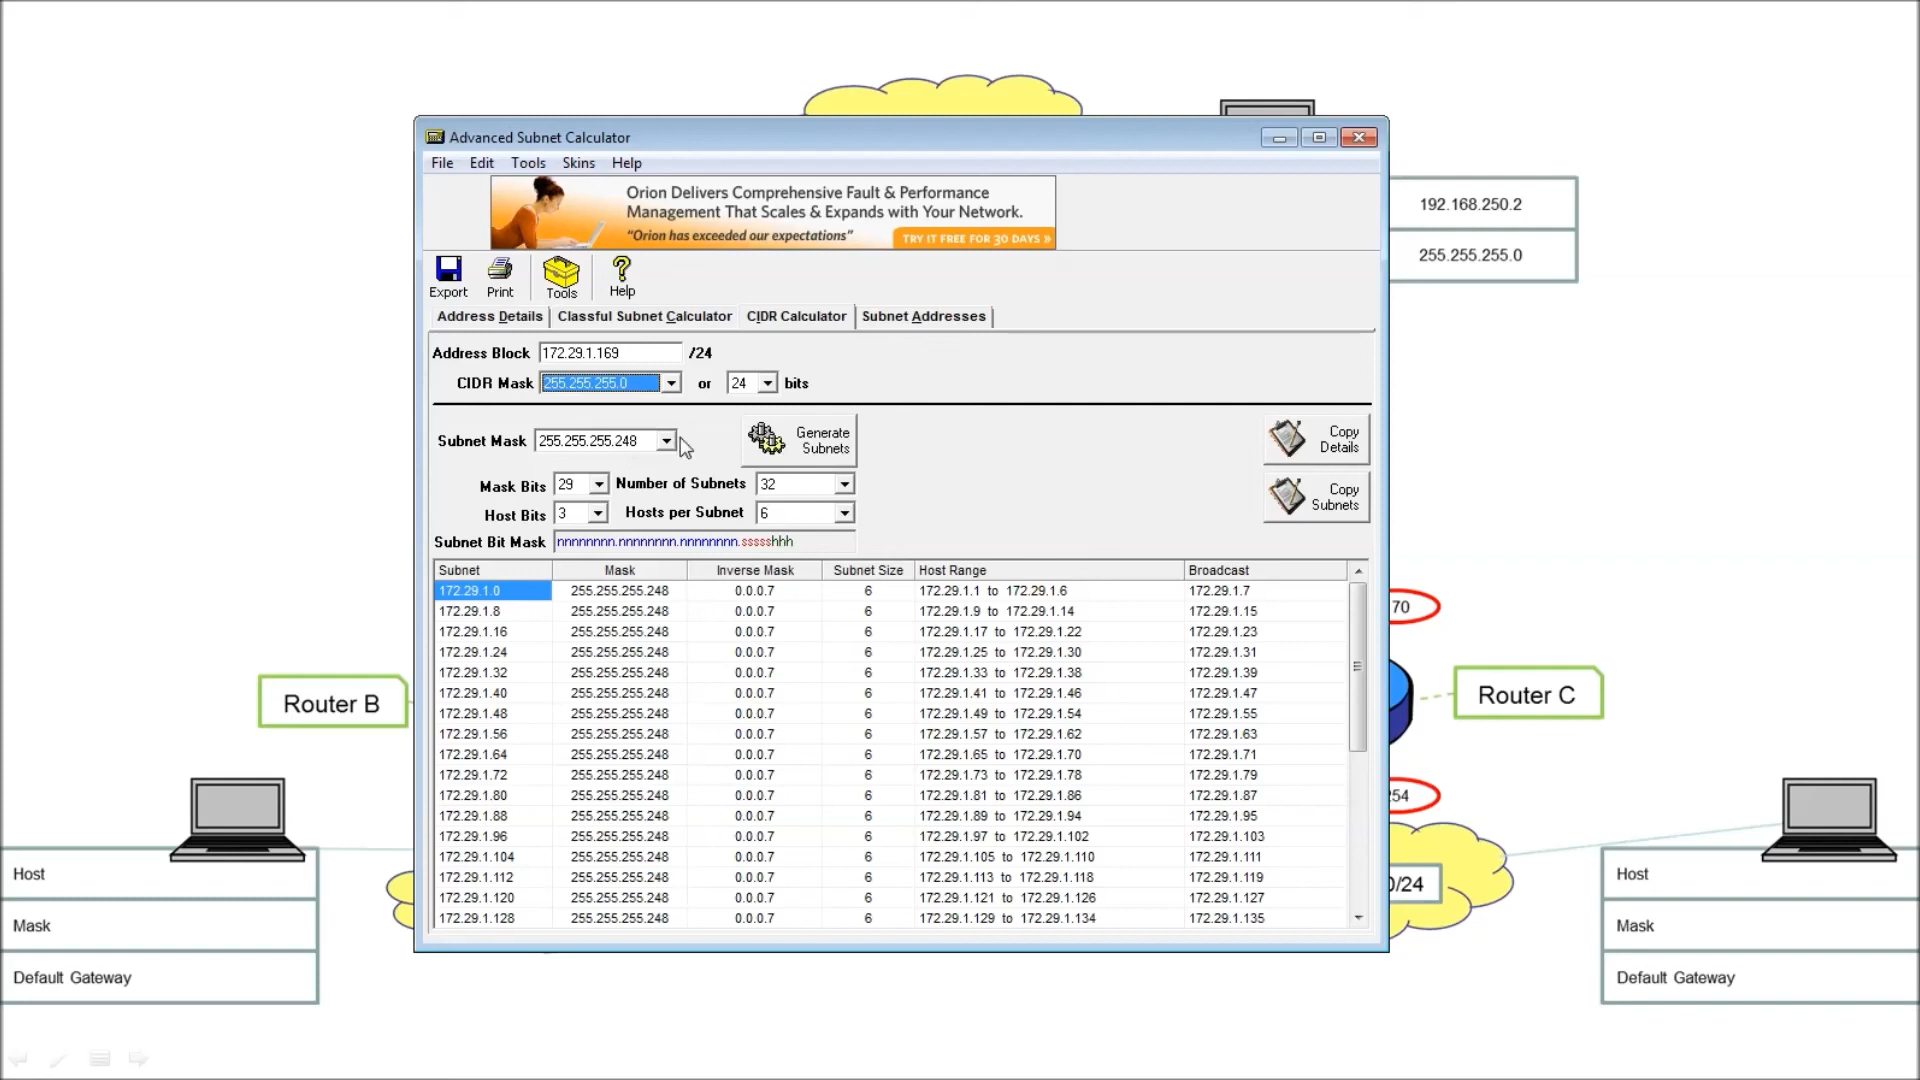 Advanced Subnet Calculator
File Edit Tools Skins Help
Orion Delivers Comprehensive Fault & Performance
Management That Scales & Expands with Your Network.
"Orion has exceeded our expectations" TRY IT FREE FOR 30 DAYS »
Export Print Tools Help
Address Details Classful Subnet Calculator CIDR Calculator Subnet Addresses
Address Block 172.29.1.169 /24
CIDR Mask 255.255.255.0 or 24 bits
Subnet Mask 255.255.255.248
Generate
Subnets
Copy
Details
Mask Bits 29 Number of Subnets 32
Host Bits 3 Hosts per Subnet 6
Copy
Subnets
Subnet Bit Mask nnnnnnnn.nnnnnnnn.nnnnnnnn.ssssshhh
Subnet Mask Inverse Mask Subnet Size Host Range Broadcast
172.29.1.0 255.255.255.248 0.0.0.7 6 172.29.1.1 to 172.29.1.6 172.29.1.7
172.29.1.8 255.255.255.248 0.0.0.7 6 172.29.1.9 to 172.29.1.14 172.29.1.15
172.29.1.16 255.255.255.248 0.0.0.7 6 172.29.1.17 to 172.29.1.22 172.29.1.23
172.29.1.24 255.255.255.248 0.0.0.7 6 172.29.1.25 to 172.29.1.30 172.29.1.31
172.29.1.32 255.255.255.248 0.0.0.7 6 172.29.1.33 to 172.29.1.38 172.29.1.39
172.29.1.40 255.255.255.248 0.0.0.7 6 172.29.1.41 to 172.29.1.46 172.29.1.47
172.29.1.48 255.255.255.248 0.0.0.7 6 172.29.1.49 to 172.29.1.54 172.29.1.55
172.29.1.56 255.255.255.248 0.0.0.7 6 172.29.1.57 to 172.29.1.62 172.29.1.63
172.29.1.64 255.255.255.248 0.0.0.7 6 172.29.1.65 to 172.29.1.70 172.29.1.71
172.29.1.72 255.255.255.248 0.0.0.7 6 172.29.1.73 to 172.29.1.78 172.29.1.79
172.29.1.80 255.255.255.248 0.0.0.7 6 172.29.1.81 to 172.29.1.86 172.29.1.87
172.29.1.88 255.255.255.248 0.0.0.7 6 172.29.1.89 to 172.29.1.94 172.29.1.95
172.29.1.96 255.255.255.248 0.0.0.7 6 172.29.1.97 to 172.29.1.102 172.29.1.103
172.29.1.104 255.255.255.248 0.0.0.7 6 172.29.1.105 to 172.29.1.110 172.29.1.111
172.29.1.112 255.255.255.248 0.0.0.7 6 172.29.1.113 to 172.29.1.118 172.29.1.119
172.29.1.120 255.255.255.248 0.0.0.7 6 172.29.1.121 to 172.29.1.126 172.29.1.127
172.29.1.128 255.255.255.248 0.0.0.7 6 172.29.1.129 to 172.29.1.134 172.29.1.135
192.168.250.2
255.255.255.0
70
Router B
Router C
254
0/24
Host
Mask
Default Gateway
Host
Mask
Default Gateway